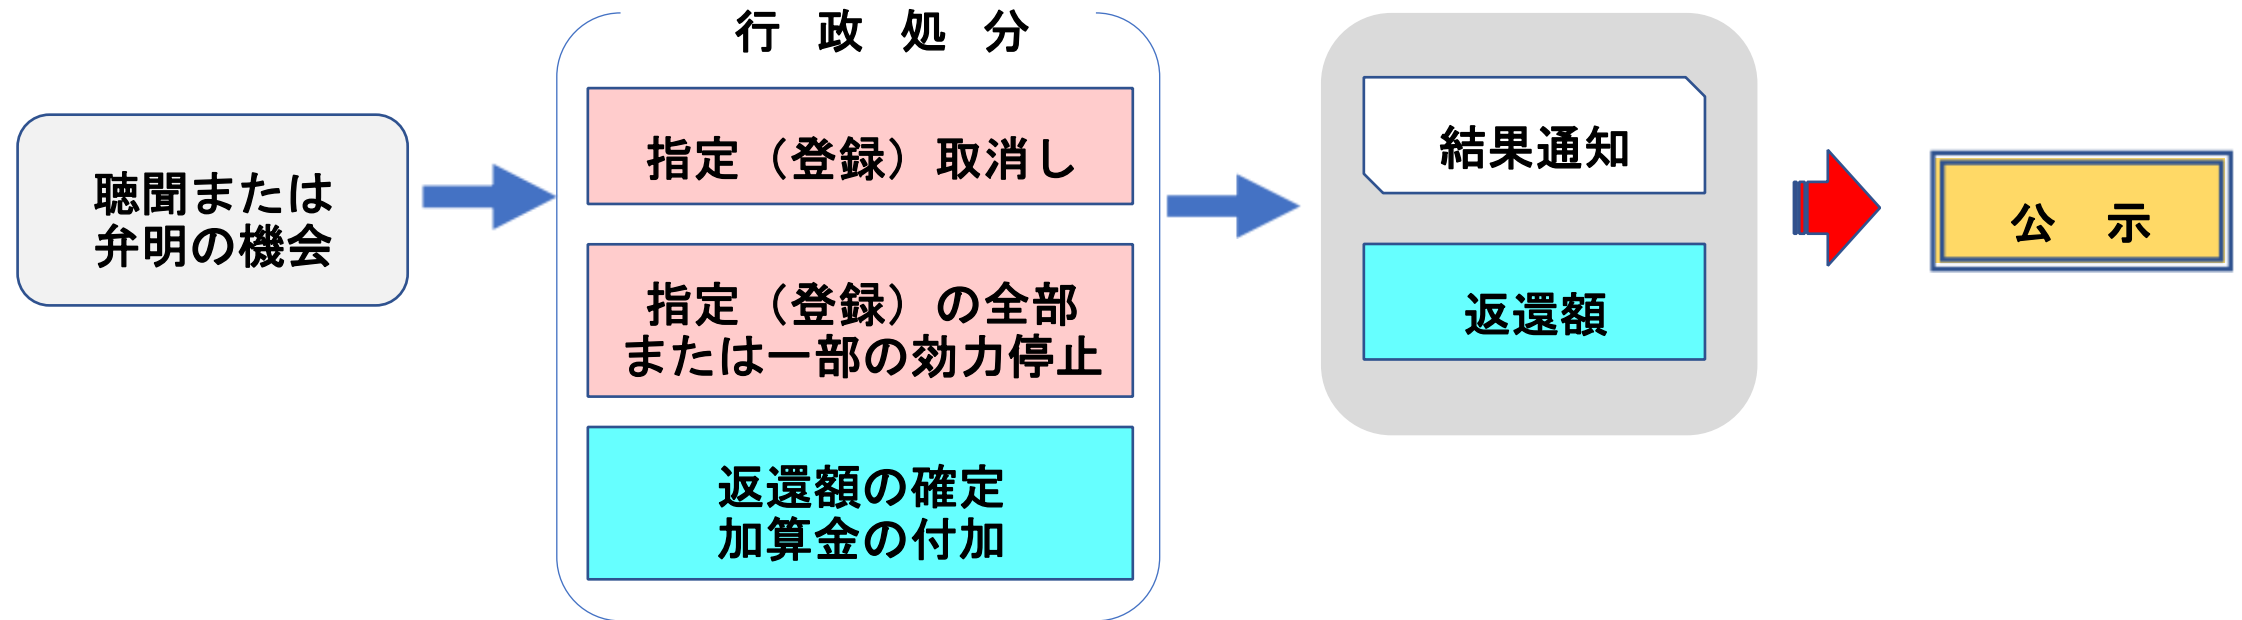 聴聞または
弁明の機会
行 政 処 分
指定（登録）取消し
指定（登録）の全部
または一部の効力停止
返還額の確定
加算金の付加
結果通知
返還額
公 示